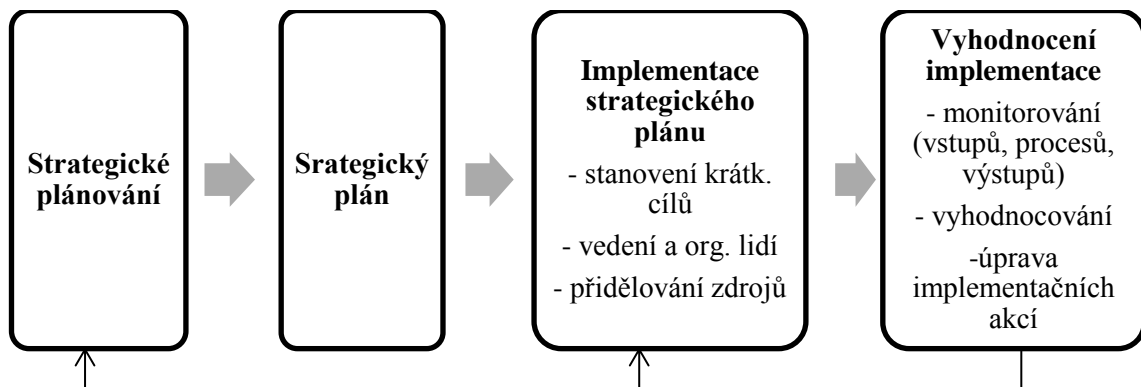 Strategické
plánování
Srategický
plán
Implementace
strategického
plánu
- stanovení krátk.
cílů
- vedení a org. lidí
- přidělování zdrojů
Vyhodnocení
implementace
- monitorování
(vstupů, procesů,
výstupů)
- vyhodnocování
-úprava
implementačních
akcí